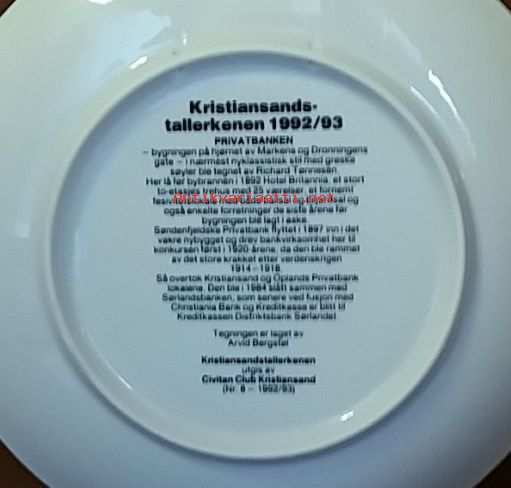 Kristiansands-
tallerkenen 1992/93
PRIVATBANKEN
– bygningen på hjørnet av Markens og Dronningens
gate – i nærmest nyklassistisk stil med greske
søyler ble tegnet av Richard Tønnesen.
Her lå før bybrannen i 1892 Hotel Britannia, et stort
to-etasjes trehus med 25 værelser, et fornemt
Antikvariaatti.net
også enkelte forretninger de siste årene før
bygningen ble lagt i aske.
Søndenfjeldske Privatbank flyttet i 1897 inn i det
vakre nybygget og drev bankvirksomhet her til
konkursen først i 1920-årene, da den ble rammet
av det store krakket etter verdenskrigen
1914–1918.
Så overtok Kristiansand og Oplands Privatbank
lokalene. Den ble i 1984 slått sammen med
Sørlandsbanken, som senere ved fusjon med
Christiania Bank og Kreditkasse er blitt til
Kreditkassen Distriktsbank Sørlandet
Tegningen er laget av
Arvid Bergstøl
Kristiansandstallerkenen
utgis av
Civitan Club Kristiansand
(Nr. 8 – 1992/93)